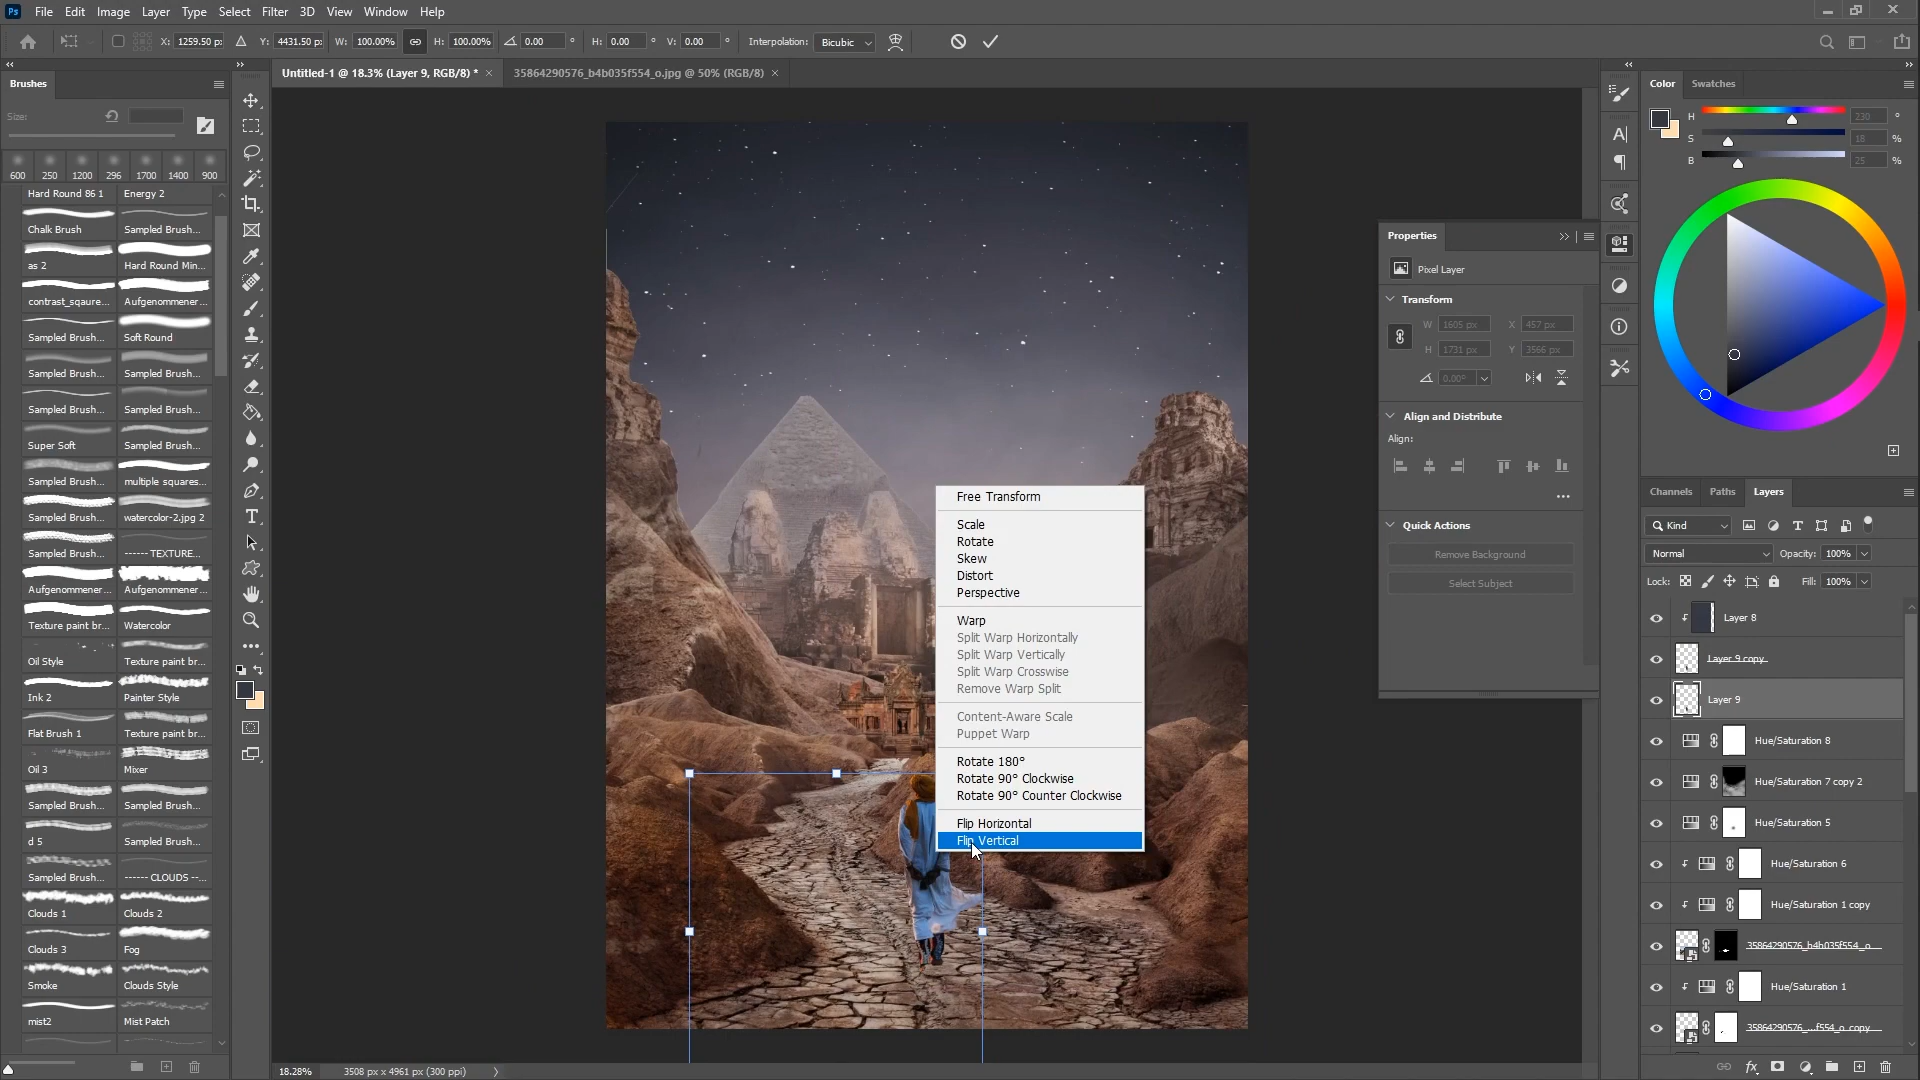 Ps File Edit Image Layer Type Select Filter 3D View Window Help
X: 1259.50 p: Y: 4431.50 p: W: 100.00% H: 100.00% 0.00 ° H: 0.00 ° V: 0.00 ° Interpolation: Bicubic
Untitled-1 @ 18.3% (Layer 9, RGB/8) * × 35864290576_b4b035f554_o.jpg @ 50% (RGB/8) ×
Brushes
Size:
600 250 1200 296 1700 1400 900
Hard Round 86 1 Energy 2
Chalk Brush Sampled Brush...
as 2 Hard Round Min...
contrast_sqaure... Aufgenommener...
Sampled Brush... Soft Round
Sampled Brush... Sampled Brush...
Sampled Brush... Sampled Brush...
Super Soft Sampled Brush...
Sampled Brush... multiple squares...
Sampled Brush... watercolor-2.jpg 2
Sampled Brush... ------ TEXTURE...
Aufgenommener... Aufgenommener...
Texture paint br... Watercolor
Oil Style Texture paint br...
Ink 2 Painter Style
Flat Brush 1 Texture paint br...
Oil 3 Mixer
Sampled Brush... Sampled Brush...
d 5 Sampled Brush...
Sampled Brush... ------ CLOUDS --...
Clouds 1 Clouds 2
Clouds 3 Fog
Smoke Clouds Style
mist2 Mist Patch
Free Transform
Scale
Rotate
Skew
Distort
Perspective
Warp
Split Warp Horizontally
Split Warp Vertically
Split Warp Crosswise
Remove Warp Split
Content-Aware Scale
Puppet Warp
Rotate 180°
Rotate 90° Clockwise
Rotate 90° Counter Clockwise
Flip Horizontal
Flip Vertical
18.28% 3508 px x 4961 px (300 ppi)
Properties
Pixel Layer
Transform
W 1605 px X 457 px
H 1731 px Y 3566 px
0.00°
Align and Distribute
Align:
Quick Actions
Remove Background
Select Subject
Color Swatches
H 230 °
S 18 %
B 25 %
Channels Paths Layers
Kind
Normal Opacity: 100%
Lock: Fill: 100%
Layer 8
Layer 9 copy
Layer 9
Hue/Saturation 8
Hue/Saturation 7 copy 2
Hue/Saturation 5
Hue/Saturation 6
Hue/Saturation 1 copy
35864290576_b4b035f554_o
Hue/Saturation 1
35864290576_...f554_o copy